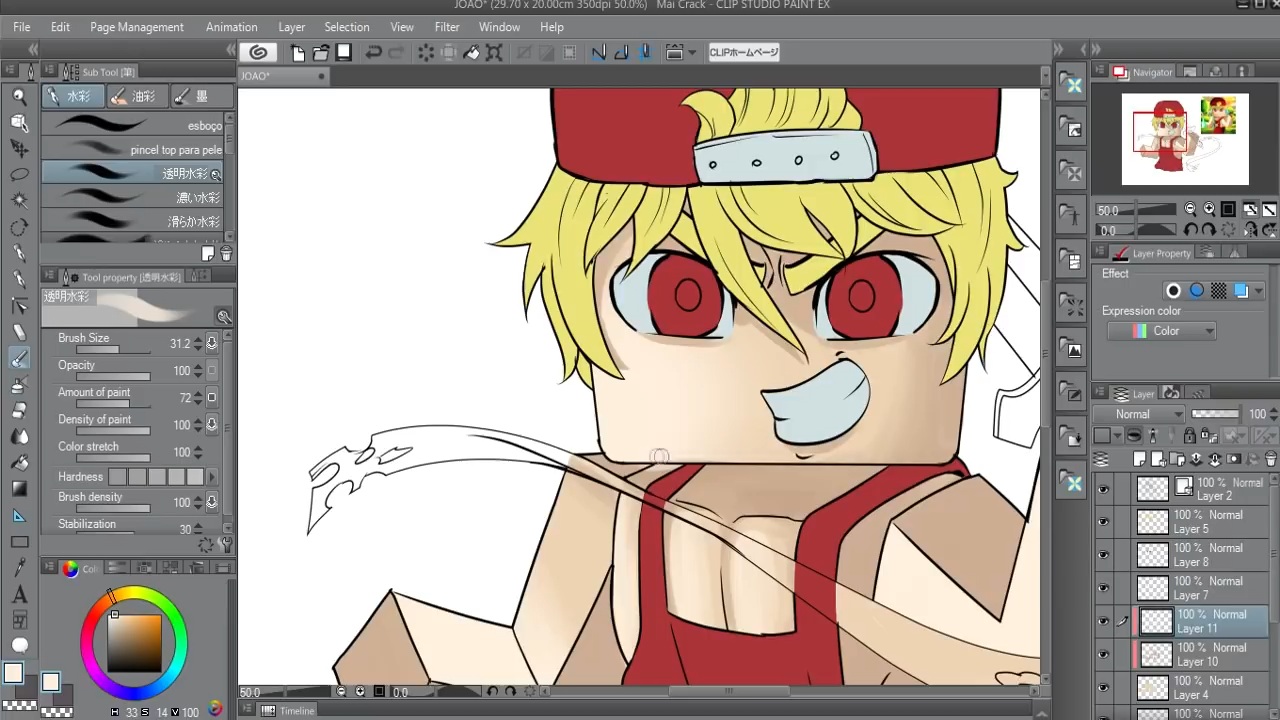 JOAO* (29.70 x 20.00cm 350dpi 50.0%)  Mai Crack - CLIP STUDIO PAINT EX
File Edit Page Management Animation Layer Selection View Filter Window Help
CLIPホームページ
Sub Tool [筆]
JOAO*
水彩 油彩 墨
esboço
pincel top para pele
透明水彩
濃い水彩
滑らか水彩
Tool property [透明水彩]
透明水彩
Brush Size 31.2
Opacity 100
Amount of paint 72
Density of paint 100
Color stretch 100
Hardness
Brush density 100
Stabilization 30
Col
H 33 S 14 V 100
50.0 0.0
Timeline
Navigator
50.0
0.0
Layer Property
Effect
Expression color
Color
Layer
Normal 100
100 % Normal
Layer 2
100 % Normal
Layer 5
100 % Normal
Layer 8
100 % Normal
Layer 7
100 % Normal
Layer 11
100 % Normal
Layer 10
100 % Normal
Layer 4
100 % Normal